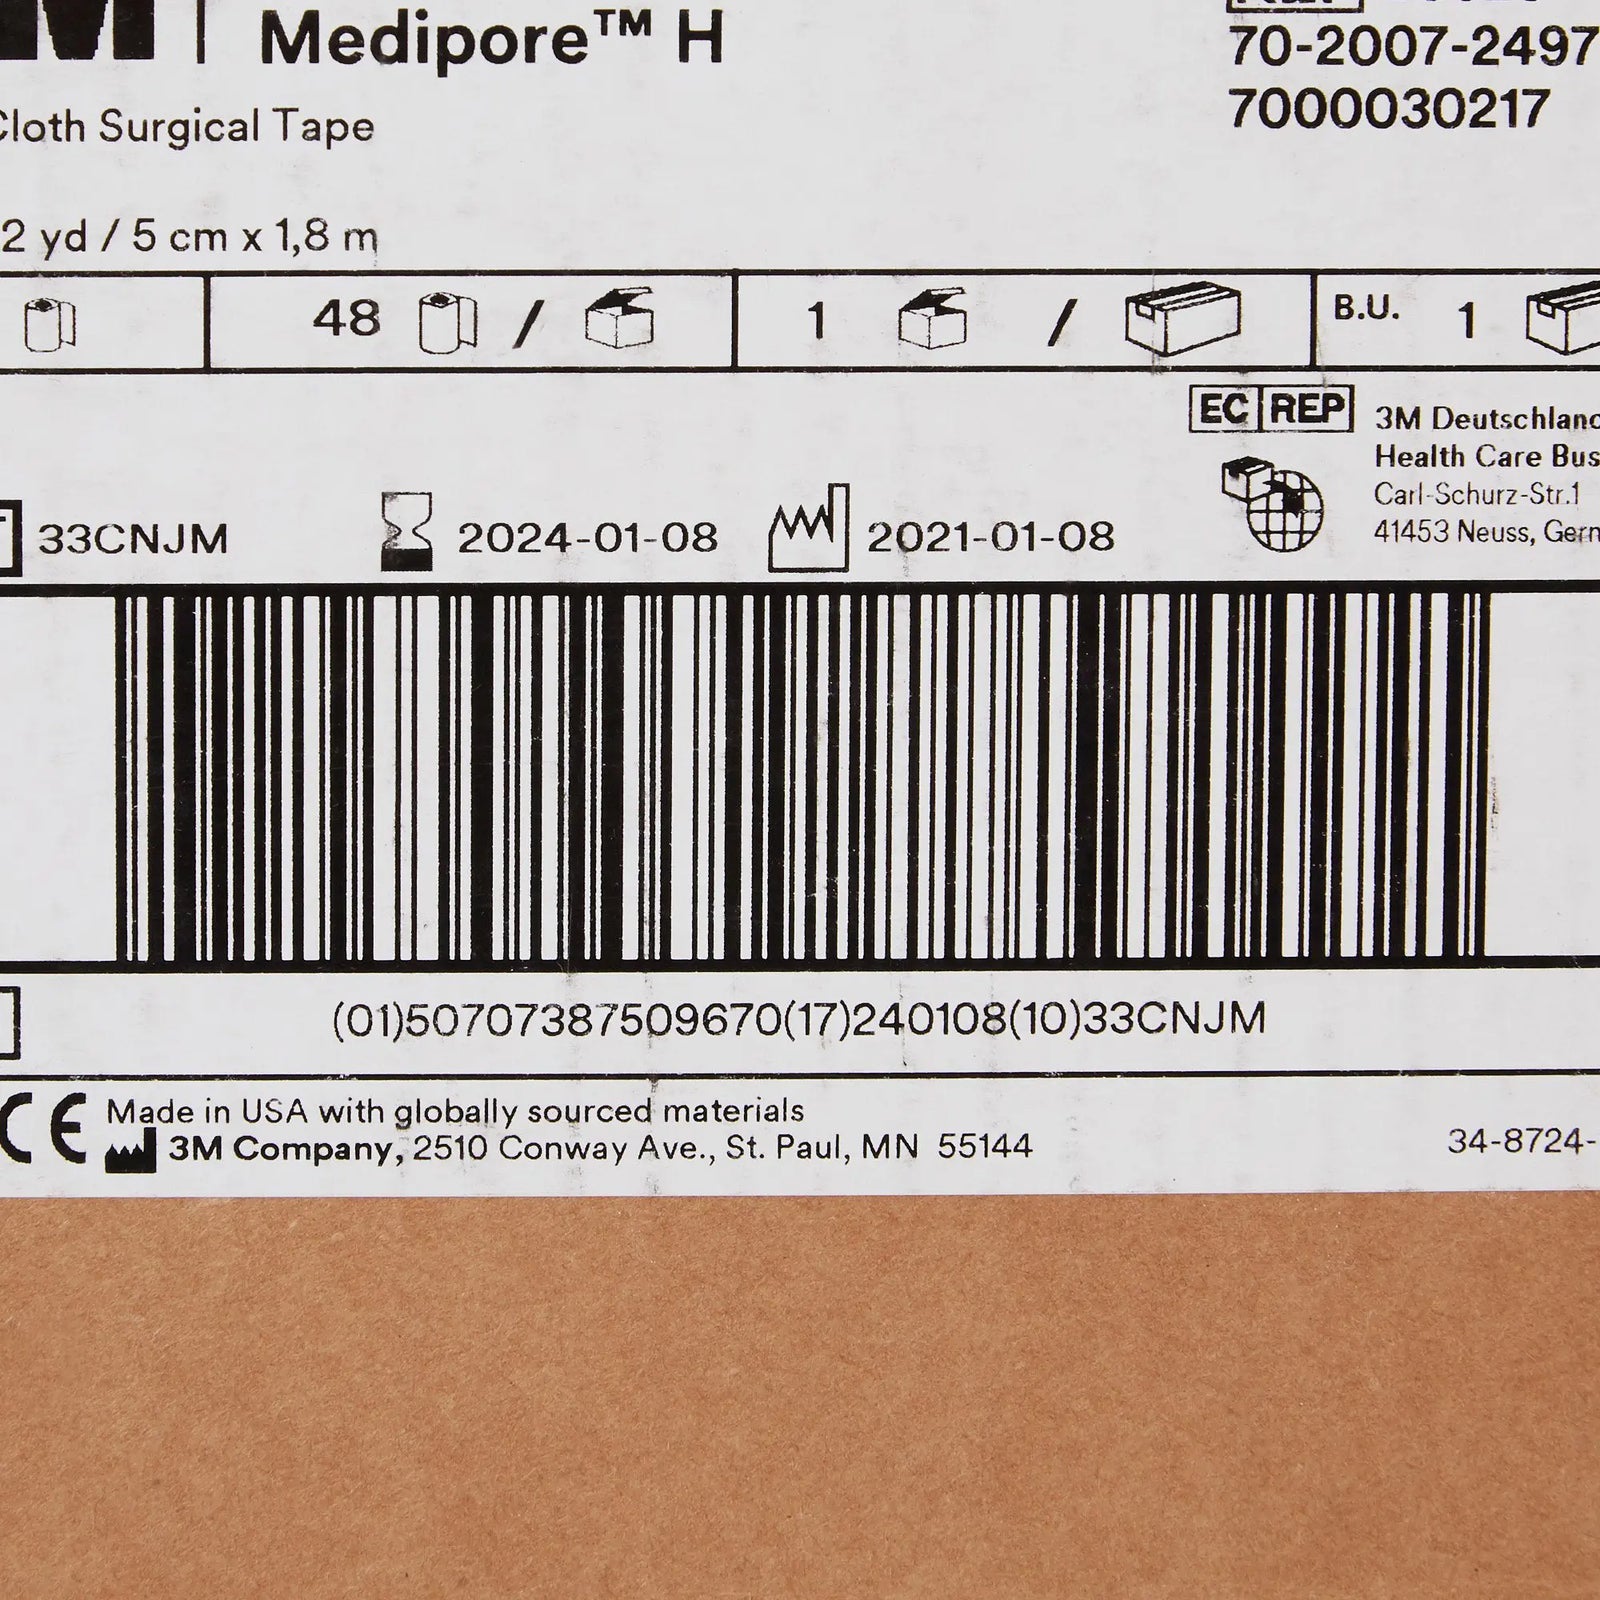 Medipore™ H
70-2007-2497
7000030217
Cloth Surgical Tape
2 yd / 5 cm x 1,8 m
48 /
1 /
B.U. 1
EC REP
3M Deutschland
Health Care Bus
Carl-Schurz-Str.1
41453 Neuss, Germ
33CNJM
2024-01-08
2021-01-08
(01)50707387509670(17)240108(10)33CNJM
CE
Made in USA with globally sourced materials
3M Company, 2510 Conway Ave., St. Paul, MN 55144
34-8724-